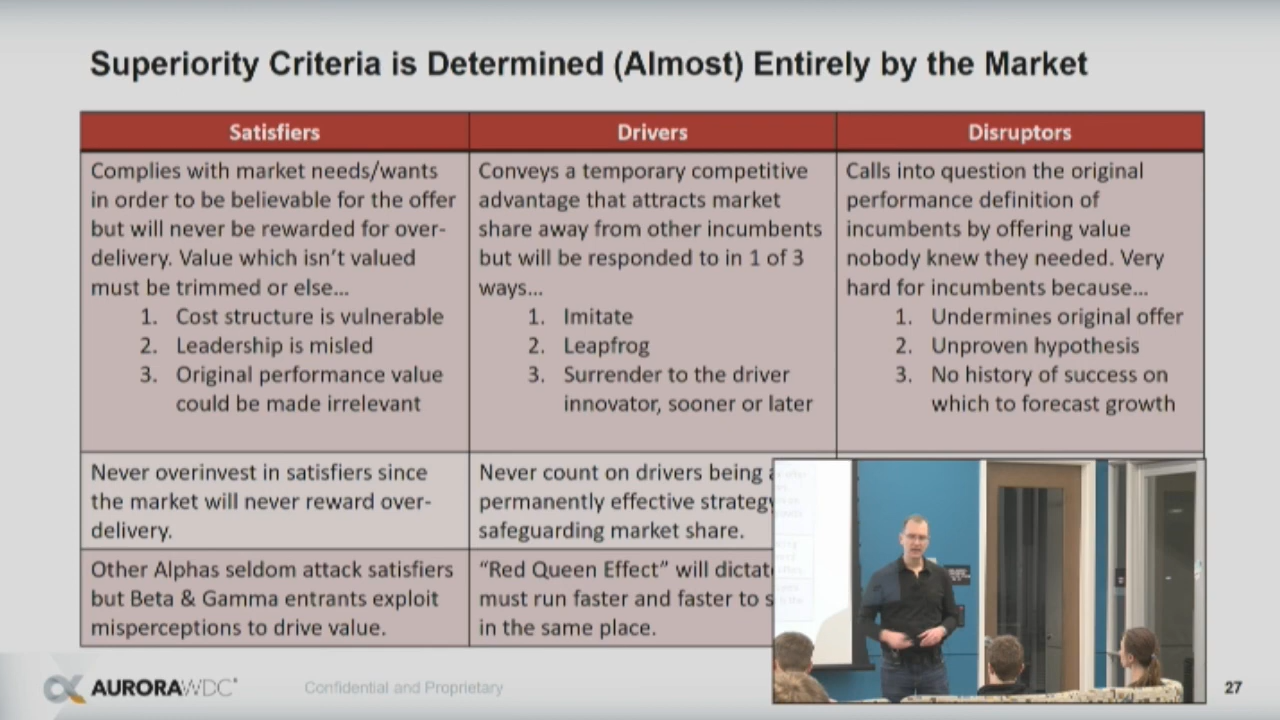 Superiority Criteria is Determined (Almost) Entirely by the Market
Satisfiers
Complies with market needs/wants
in order to be believable for the offer
but will never be rewarded for over-
delivery. Value which isn't valued
must be trimmed or else...
1. Cost structure is vulnerable
2. Leadership is misled
3. Original performance value
could be made irrelevant
Drivers
Conveys a temporary competitive
advantage that attracts market
share away from other incumbents
but will be responded to in 1 of 3
ways...
1. Imitate
2. Leapfrog
3. Surrender to the driver
innovator, sooner or later
Disruptors
Calls into question the original
performance definition of
incumbents by offering value
nobody knew they needed. Very
hard for incumbents because...
1. Undermines original offer
2. Unproven hypothesis
3. No history of success on
which to forecast growth
Never overinvest in satisfiers since
the market will never reward over-
delivery.
Never count on drivers being
permanently effective strategy
safeguarding market share.
Other Alphas seldom attack satisfiers
but Beta & Gamma entrants exploit
misperceptions to drive value.
"Red Queen Effect" will
must run faster and faster to
in the same place.
AURORAWDC
Confidential and Proprietary
27